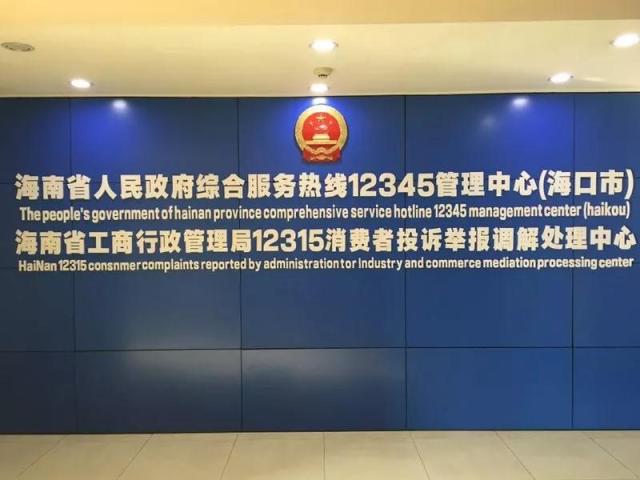 海南省人民政府综合服务热线12345管理中心(海口市)
The people's government of hainan province comprehensive service hotline 12345 management center (haikou)
海南省工商行政管理局12315消费者投诉举报调解处理中心
HaiNan 12315 consnmer complaints reported by administration tor Industry and commerce mediation processing center